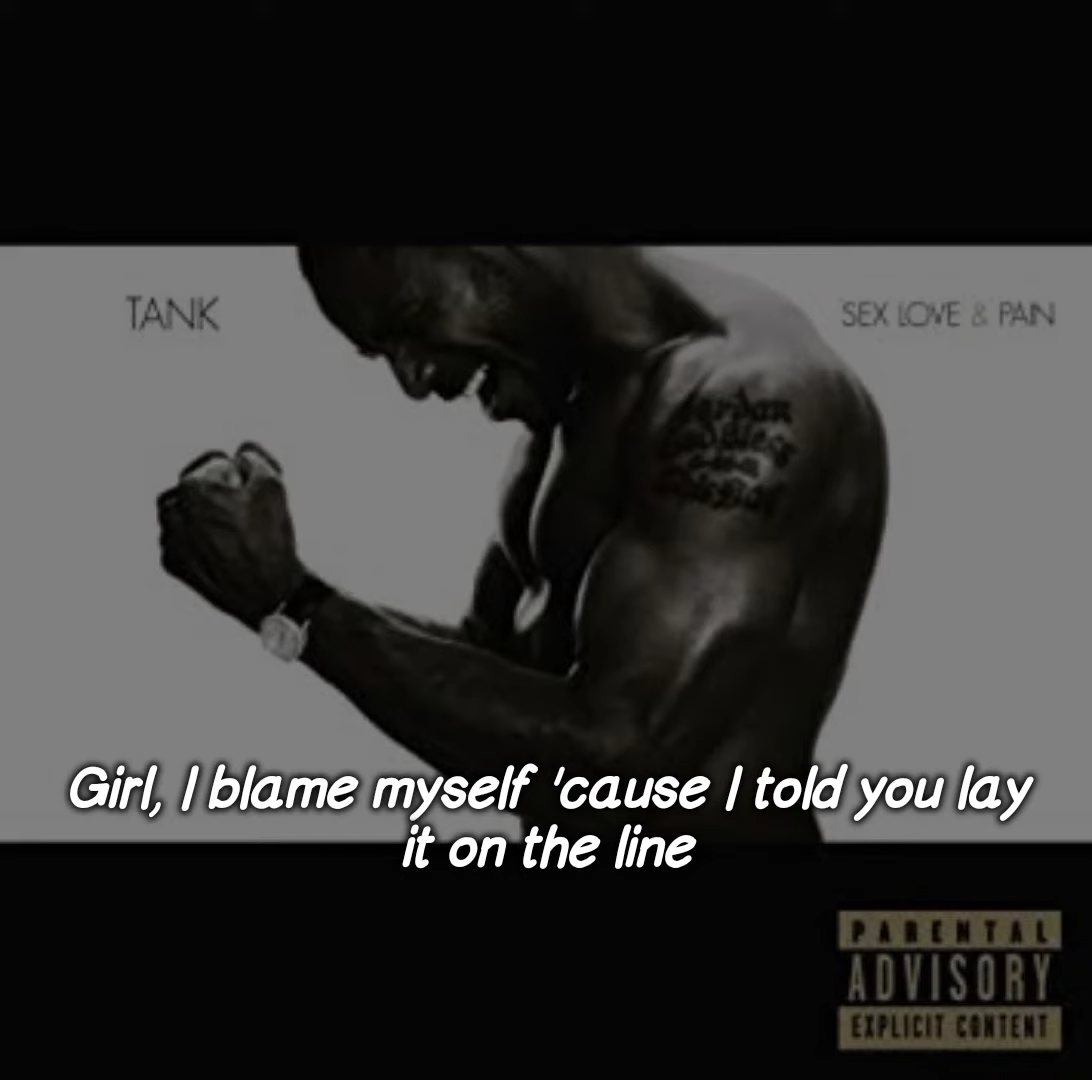 TANK
SEX LOVE & PAIN
Girl, I blame myself 'cause I told you lay
it on the line
PARENTAL
ADVISORY
EXPLICIT CONTENT